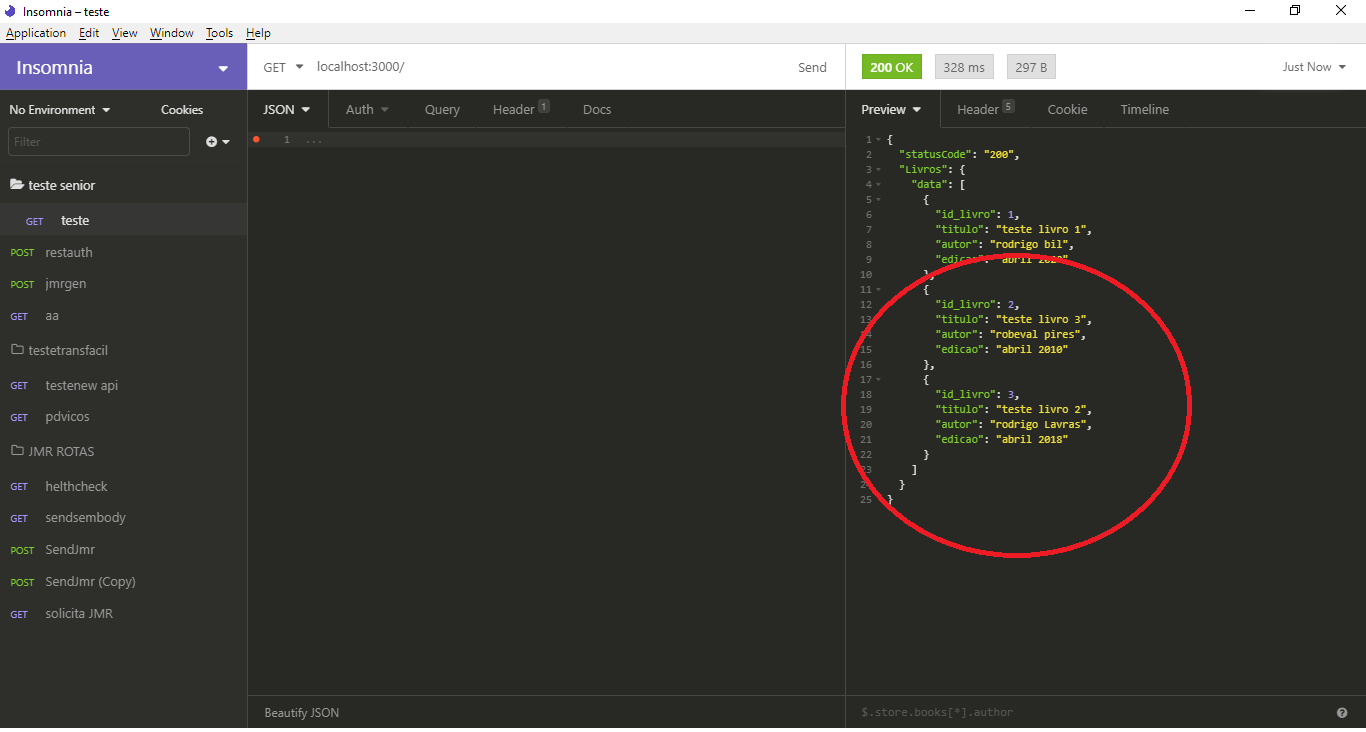 Insomnia – teste
Application Edit View Window Tools Help
Insomnia
GET localhost:3000/ Send
200 OK 328 ms 297 B Just Now
No Environment Cookies
JSON Auth Query Header 1 Docs
Preview Header 5 Cookie Timeline
Filter
teste senior
GET teste
POST restauth
POST jmrgen
GET aa
testetransfacil
GET testenew api
GET pdvicos
JMR ROTAS
GET helthcheck
GET sendsembody
POST SendJmr
POST SendJmr (Copy)
GET solicita JMR
1 ...
Beautify JSON
1 {
2 "statusCode": "200",
3 "Livros": {
4 "data": [
5 {
6 "id_livro": 1,
7 "titulo": "teste livro 1",
8 "autor": "rodrigo bil",
9 "edicao": "abril
10 },
11 {
12 "id_livro": 2,
13 "titulo": "teste livro 3",
14 "autor": "robeval pires",
15 "edicao": "abril 2010"
16 },
17 {
18 "id_livro": 3,
19 "titulo": "teste livro 2",
20 "autor": "rodrigo Lavras",
21 "edicao": "abril 2018"
22 }
23 ]
24 }
25 }
$.store.books[*].author